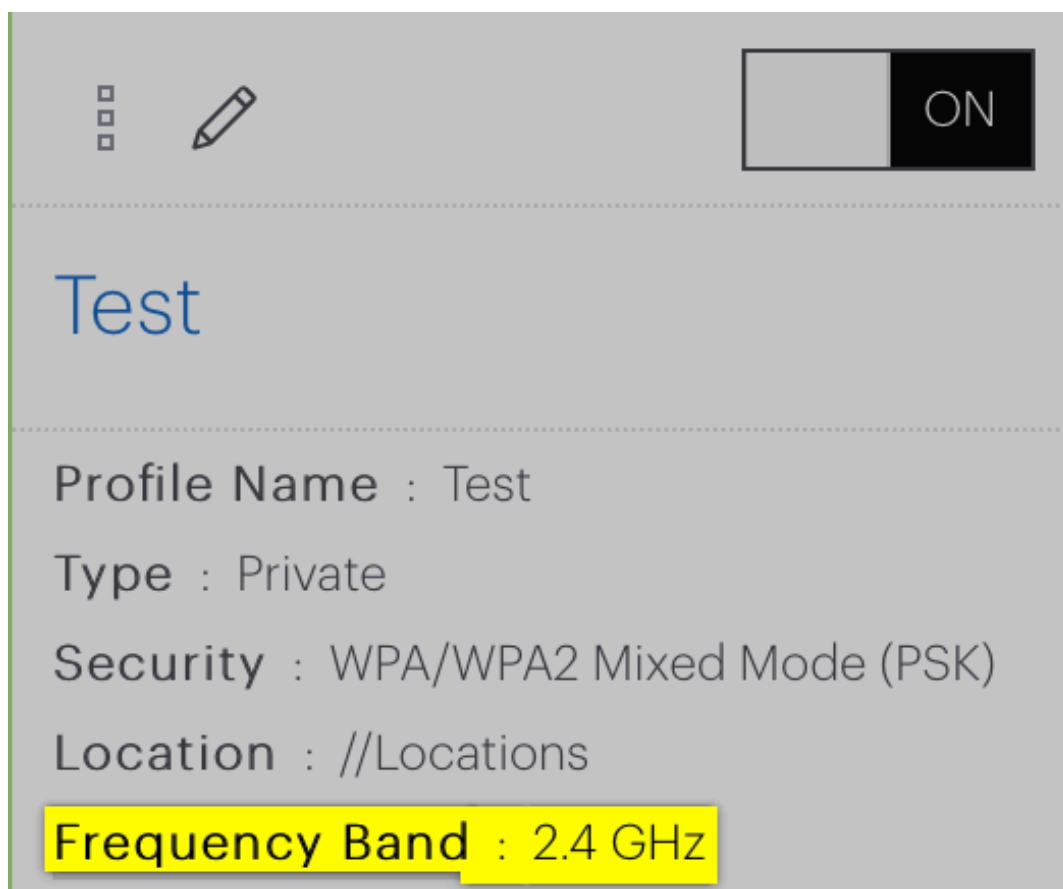 ON
Test
Profile Name : Test
Type : Private
Security : WPA/WPA2 Mixed Mode (PSK)
Location : //Locations
Frequency Band : 2.4 GHz